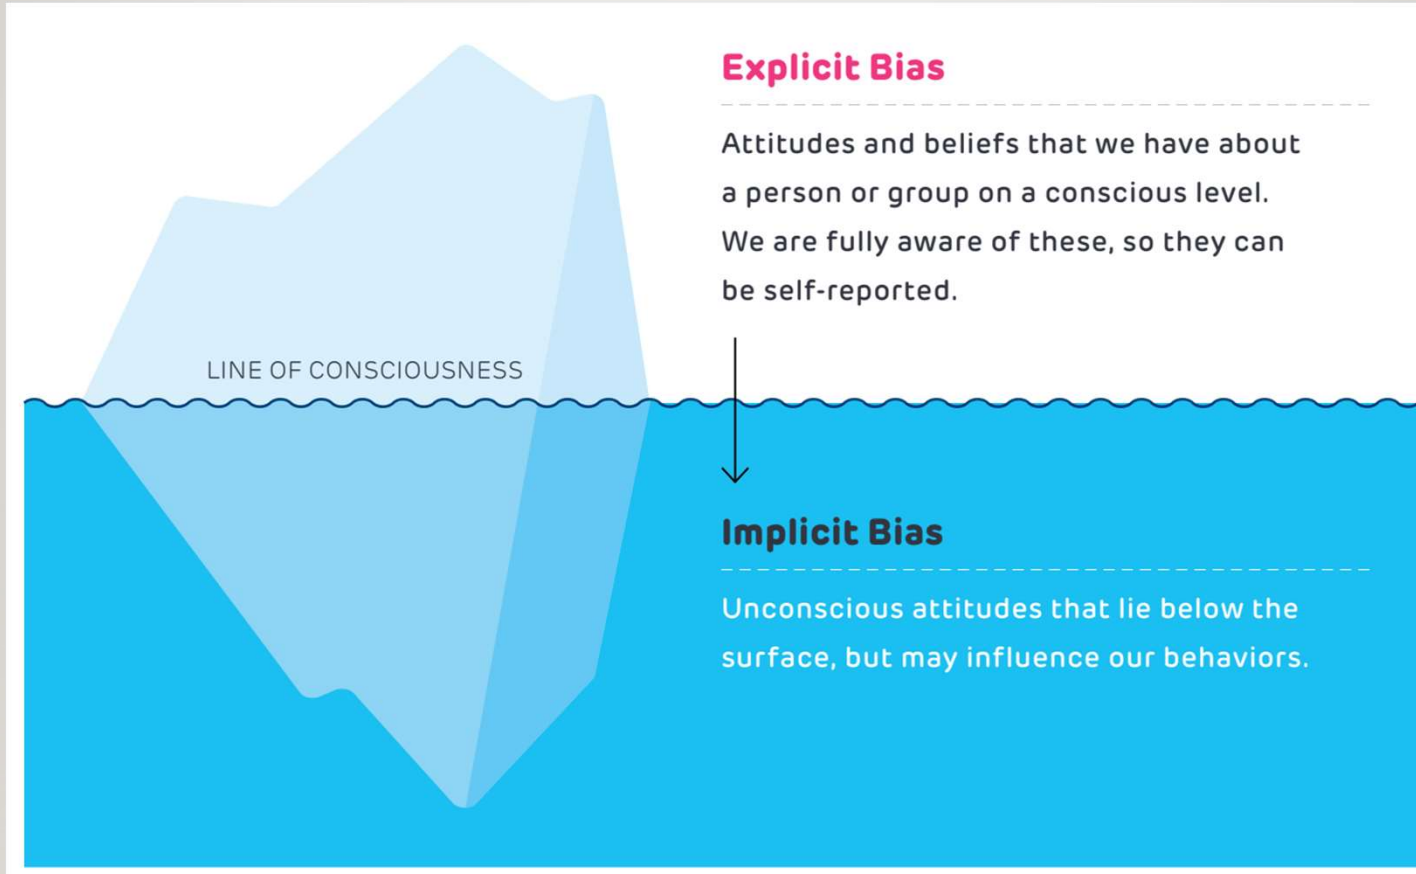 Explicit Bias
Attitudes and beliefs that we have about
a person or group on a conscious level.
We are fully aware of these, so they can
be self-reported.
LINE OF CONSCIOUSNESS
Implicit Bias
Unconscious attitudes that lie below the
surface, but may influence our behaviors.